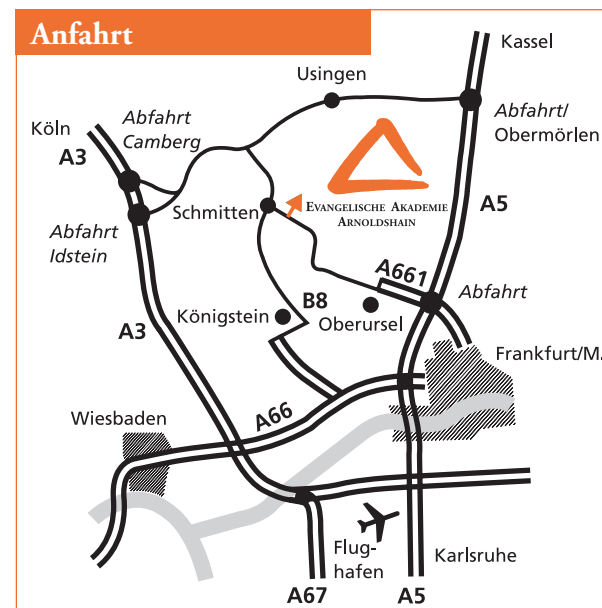 Anfahrt
Kassel
Usingen
Abfahrt
Camberg
Köln
A3
Abfahrt/
Obermörlen
Schmitten
EVANGELISCHE AKADEMIE
ARNOLDSHAIN
A5
Abfahrt
Idstein
A661
Abfahrt
B8
Königstein
Oberursel
A3
Frankfurt/M.
Wiesbaden
A66
Flug-
hafen
Karlsruhe
A67
A5